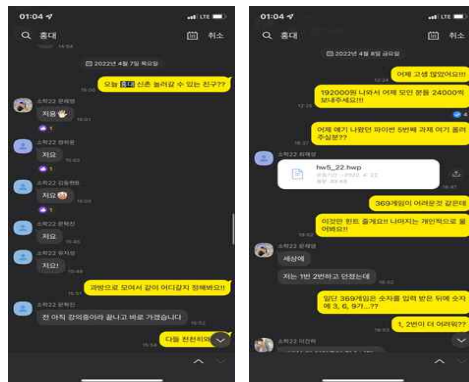 01:04
LTE
홍대
취소
2022년 4월 7일 목요일
오늘 홍대 신촌 놀러갈 수 있는 친구??
저용
1
저요
1
저요
1
저요
저요!
과방으로 모여서 같이 어디갈지 정해봐요!!
전 아직 강의중이라 끝나고 바로 가겠습니다
다들 천천히와
01:04
LTE
홍대
취소
2022년 4월 8일 금요일
어제 고생 많았어요!!!
192000원 나와서 어제 모인 분들 24000씩
보내주세요!!!
4
어제 얘기 나왔던 파이썬 5번째 과제 여기 올려
주실분??
hw5_22.hwp
369게임이 어려운것 같은데
이것만 힌트 줄게요!! 나머지는 개인적으로 물
어봐요!!
세상에
저는 1번 2번하고 던졌는데
일단 369게임은 숫자를 입력 받은 뒤에 숫자
에 3, 6, 9가...??
1, 2번이 더 어려워??